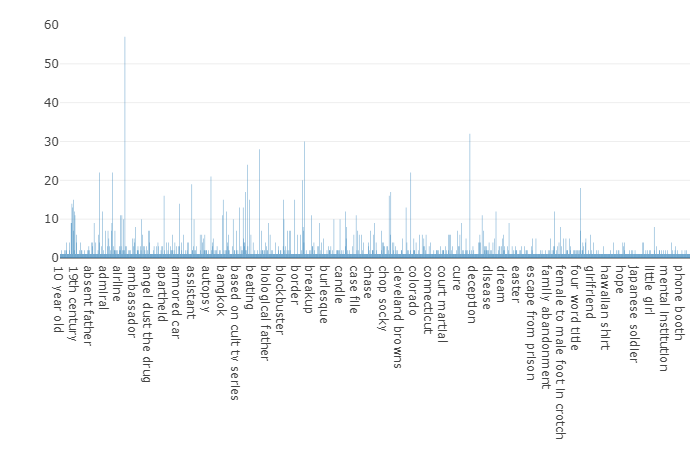 60
50
40
30
20
10
0
10 year old
19th century
absent father
admiral
airline
ambassador
angel dust the drug
apartheid
armored car
assistant
autopsy
bangkok
based on cult tv series
beating
biological father
blockbuster
border
breakup
burlesque
candle
case file
chase
chop socky
cleveland browns
colorado
connecticut
court martial
cure
deception
disease
dream
easter
escape from prison
family abandonment
female to male foot in crotch
four word title
girlfriend
hawaiian shirt
hope
japanese soldier
little girl
mental institution
phone booth